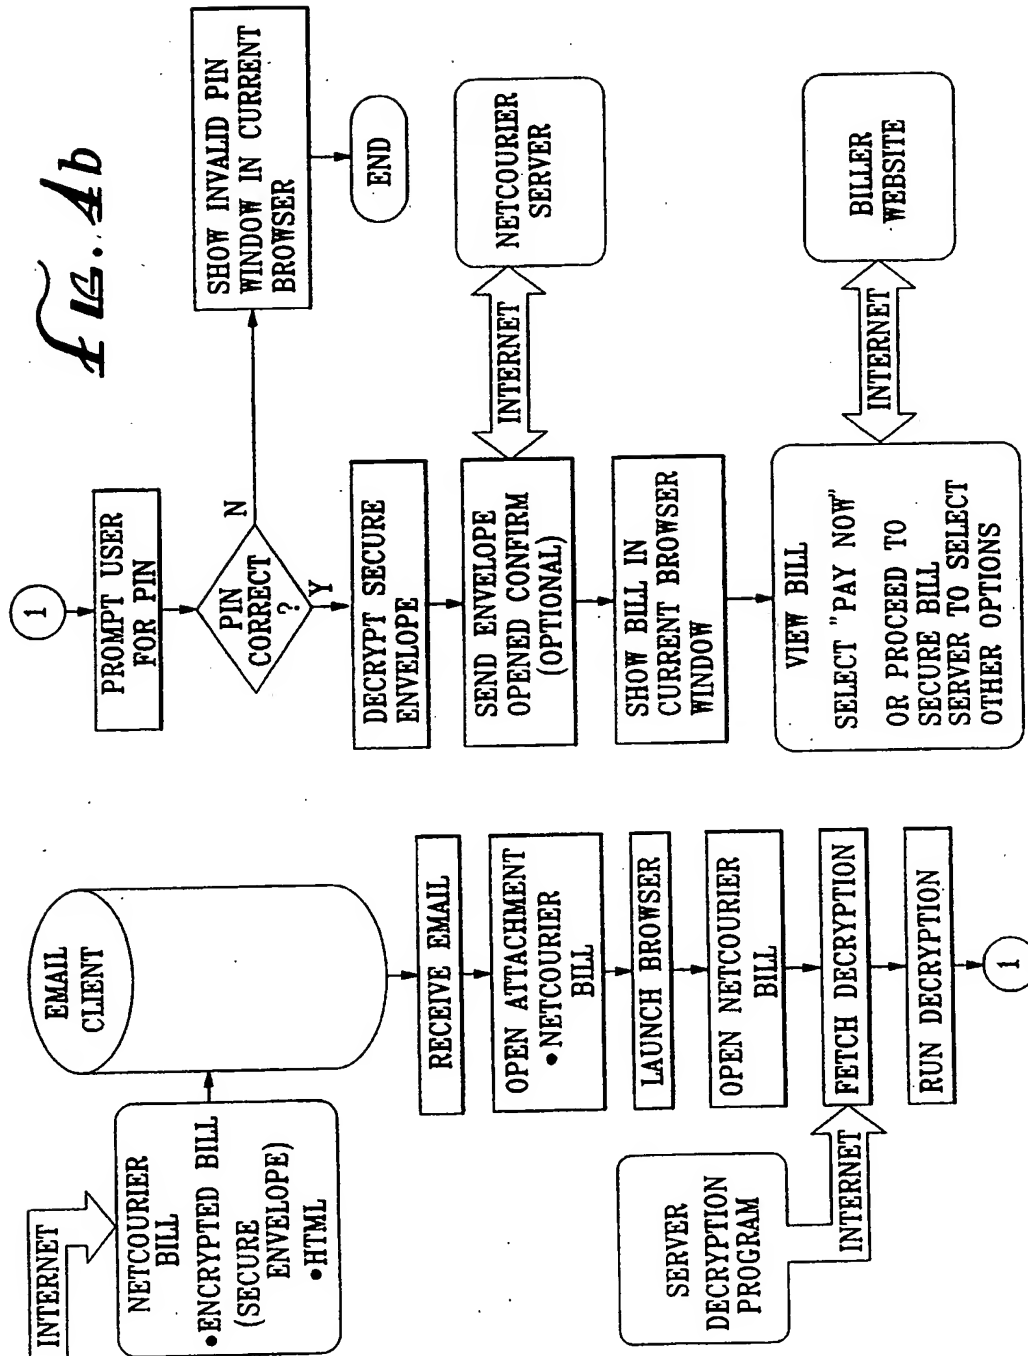 Fig. 4b
INTERNET
NETCOURIER
BILL
•ENCRYPTED BILL
(SECURE
ENVELOPE)
•HTML
EMAIL
CLIENT
RECEIVE EMAIL
OPEN ATTACHMENT
•NETCOURIER
BILL
LAUNCH BROWSER
OPEN NETCOURIER
BILL
SERVER
DECRYPTION
PROGRAM
INTERNET
FETCH DECRYPTION
RUN DECRYPTION
1
1
PROMPT USER
FOR PIN
PIN
CORRECT
?
N
Y
SHOW INVALID PIN
WINDOW IN CURRENT
BROWSER
END
DECRYPT SECURE
ENVELOPE
SEND ENVELOPE
OPENED CONFIRM
(OPTIONAL)
INTERNET
NETCOURIER
SERVER
SHOW BILL IN
CURRENT BROWSER
WINDOW
VIEW BILL
SELECT "PAY NOW"
OR PROCEED TO
SECURE BILL
SERVER TO SELECT
OTHER OPTIONS
INTERNET
BILLER
WEBSITE